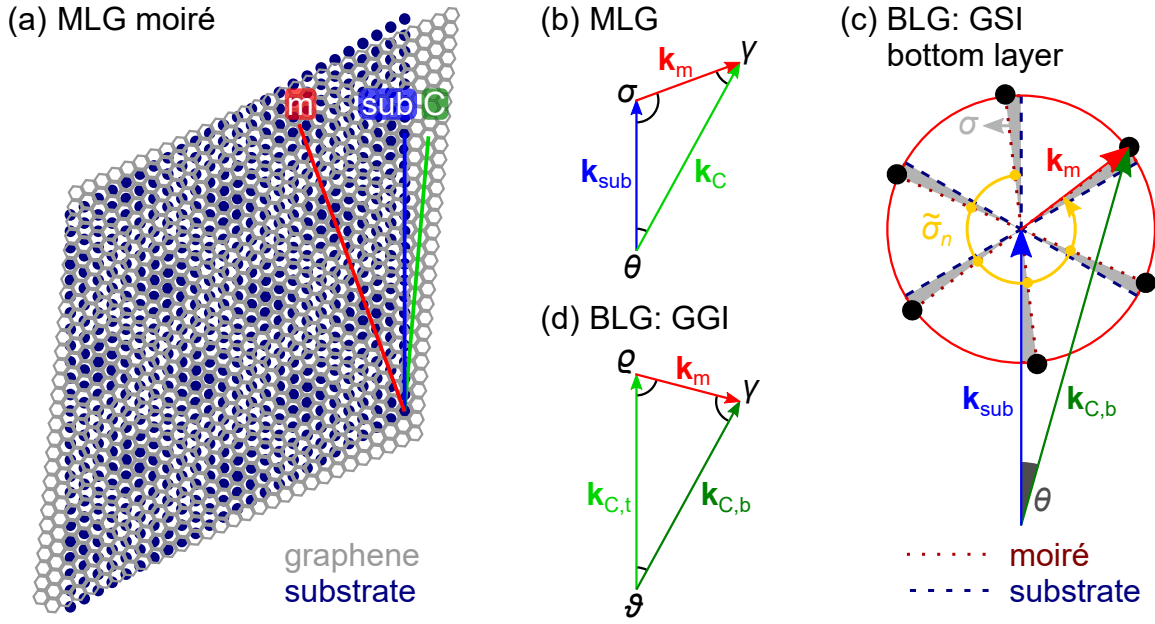 (a) MLG moiré
m
sub
C
graphene
substrate
(b) MLG
k_m
γ
σ
k_sub
k_C
θ
(d) BLG: GGI
ϱ
k_m
γ
k_C,t
k_C,b
ϑ
(c) BLG: GSI
bottom layer
σ
k_m
σ̃_n
k_sub
k_C,b
θ
moiré
substrate